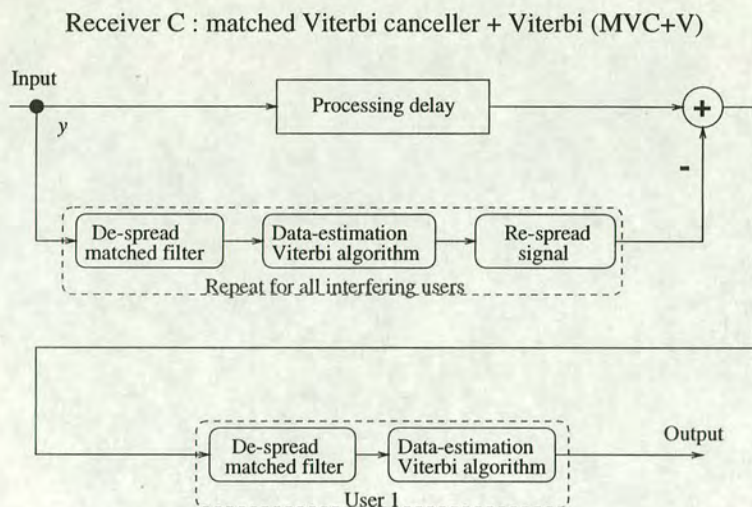 Receiver C : matched Viterbi canceller + Viterbi (MVC+V)
Input
y
Processing delay
+
-
De-spread
matched filter
Data-estimation
Viterbi algorithm
Re-spread
signal
Repeat for all interfering users
De-spread
matched filter
Data-estimation
Viterbi algorithm
Output
User 1